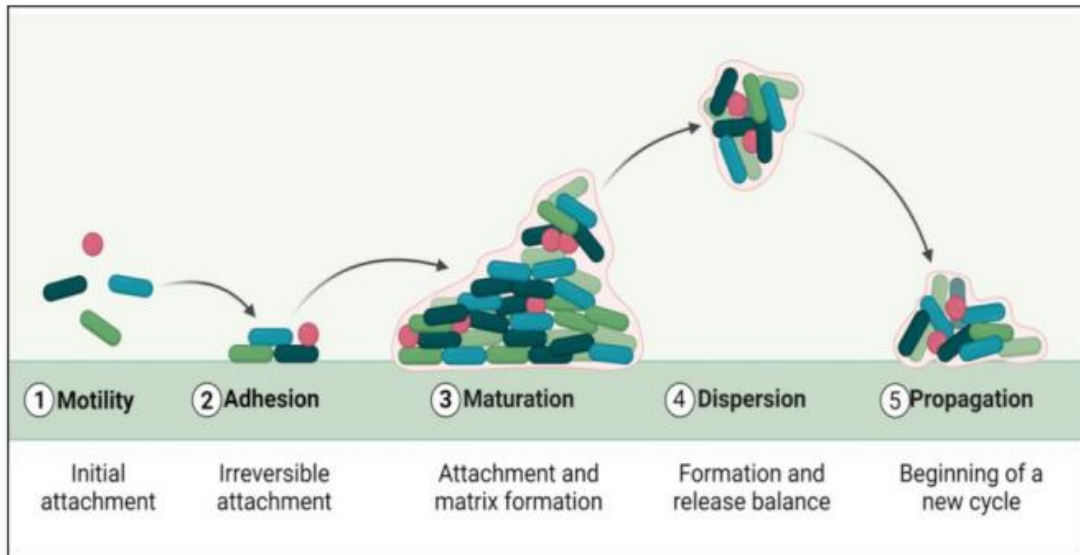 1 Motility
2 Adhesion
3 Maturation
4 Dispersion
5 Propagation
Initial
attachment
Irreversible
attachment
Attachment and
matrix formation
Formation and
release balance
Beginning of a
new cycle